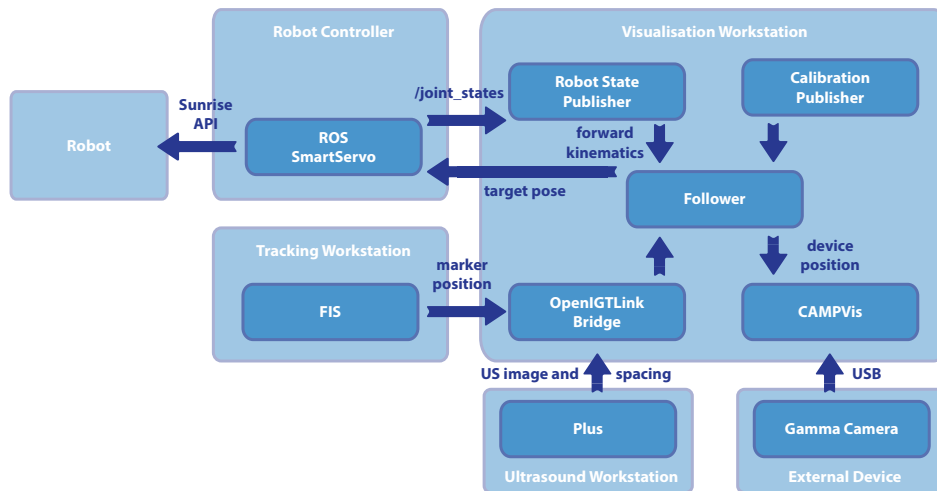 Robot Controller
Visualisation Workstation
Robot State
Publisher
Calibration
Publisher
/joint_states
Sunrise
API
Robot
ROS
SmartServo
forward
kinematics
target pose
Follower
Tracking Workstation
marker
position
device
position
FIS
OpenIGTLink
Bridge
CAMPVis
US image and spacing
USB
Plus
Gamma Camera
Ultrasound Workstation
External Device